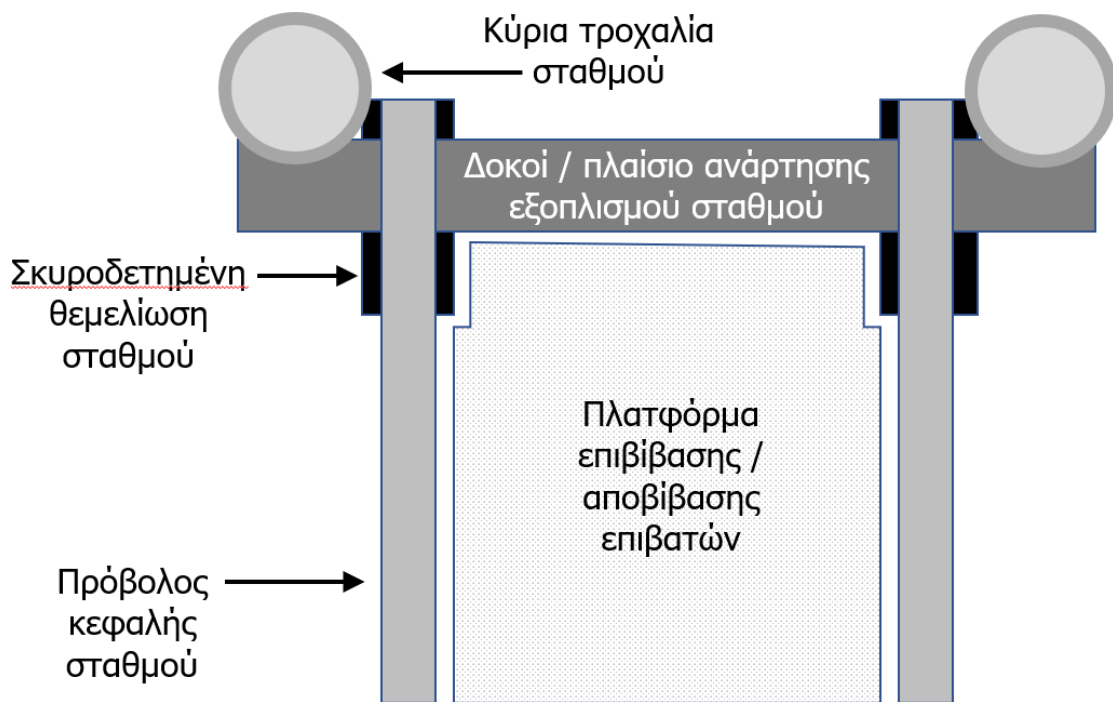 Κύρια τροχαλία
σταθμού
Δοκοί / πλαίσιο ανάρτησης
εξοπλισμού σταθμού
Σκυροδετημένη
θεμελίωση
σταθμού
Πλατφόρμα
επιβίβασης /
αποβίβασης
επιβατών
Πρόβολος
κεφαλής
σταθμού